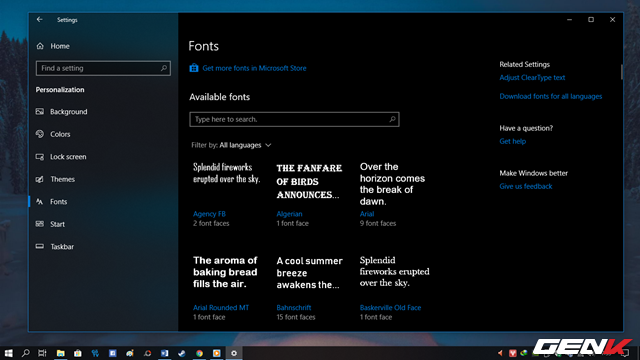 Settings
Home
Find a setting
Personalization
Background
Colors
Lock screen
Themes
Fonts
Start
Taskbar
Fonts
Get more fonts in Microsoft Store
Available fonts
Type here to search.
Filter by: All languages
Splendid fireworks
erupted over the sky.
Agency FB
2 font faces
THE FANFARE
OF BIRDS
ANNOUNCES...
Algerian
1 font face
Over the
horizon comes
the break of
dawn.
Arial
9 font faces
The aroma of
baking bread
fills the air.
Arial Rounded MT
1 font face
A cool summer
breeze
awakens the...
Bahnschrift
15 font faces
Splendid
fireworks erupted
over the sky.
Baskerville Old Face
1 font face
Related Settings
Adjust ClearType text
Download fonts for all languages
Have a question?
Get help
Make Windows better
Give us feedback
GENK